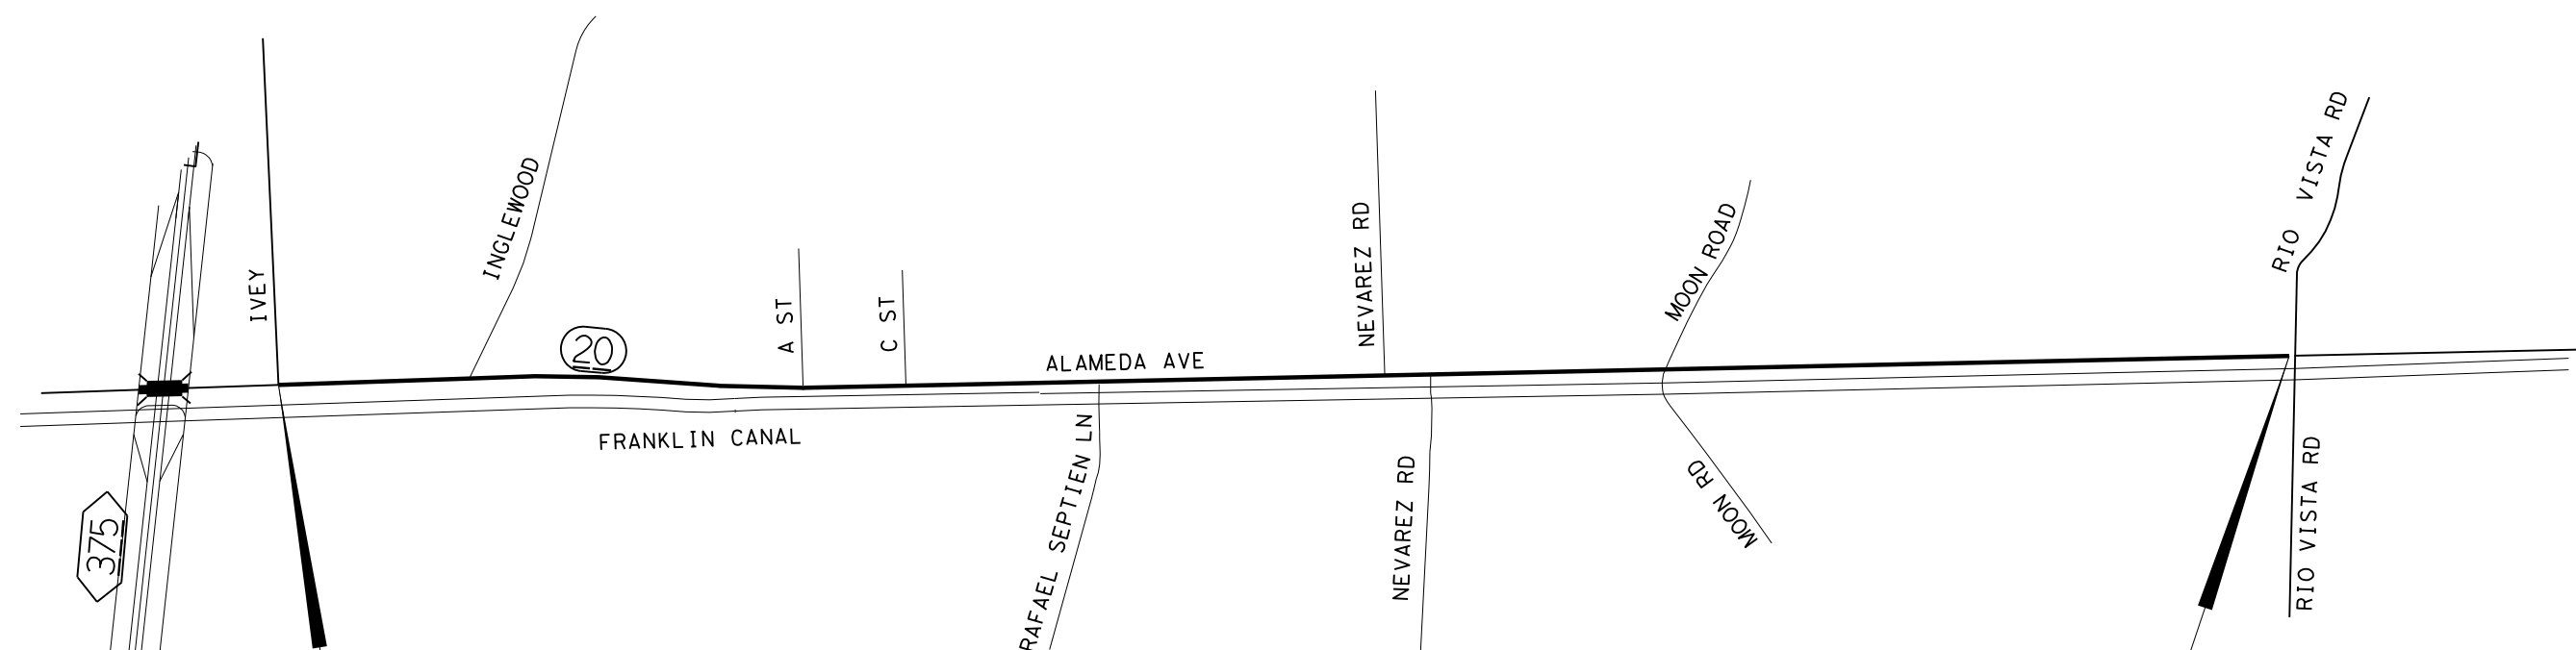 IVEY
INGLEWOOD
20
A ST
C ST
ALAMEDA AVE
NEVAREZ RD
MOON ROAD
RIO VISTA RD
375
FRANKLIN CANAL
RAFAEL SEPTIEN LN
NEVAREZ RD
MOON RD
RIO VISTA RD